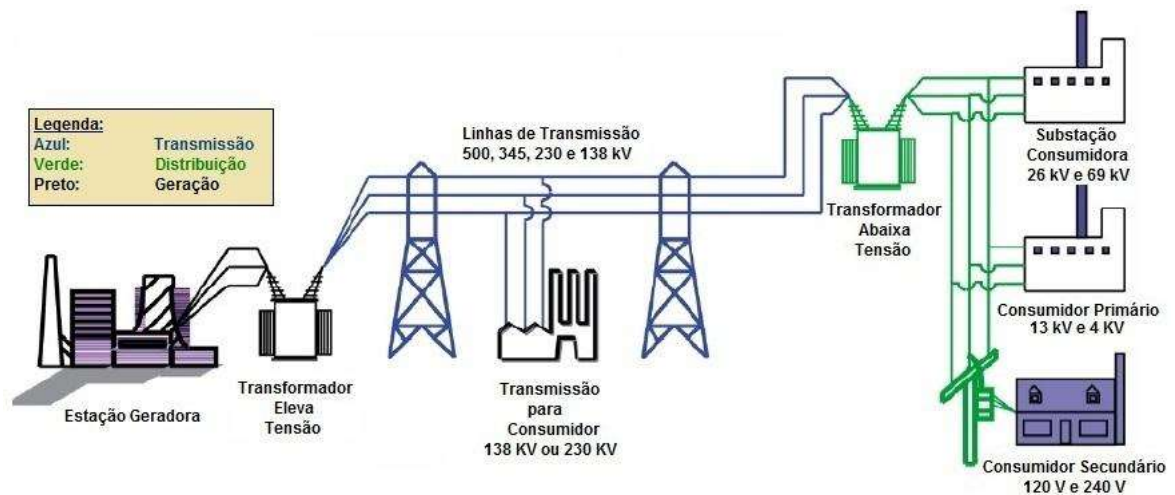 Legenda:
Azul: Transmissão
Verde: Distribuição
Preto: Geração
Estação Geradora
Transformador
Eleva
Tensão
Linhas de Transmissão
500, 345, 230 e 138 kV
Transmissão
para
Consumidor
138 KV ou 230 KV
Transformador
Abaixa
Tensão
Substação
Consumidora
26 kV e 69 kV
Consumidor Primário
13 kV e 4 KV
Consumidor Secundário
120 V e 240 V